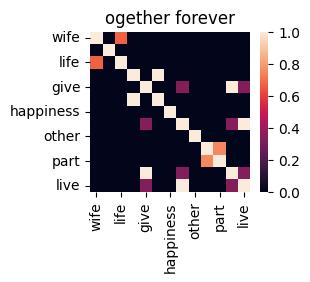 ogether forever
wife
life
give
happiness
other
part
live
1.0
0.8
0.6
0.4
0.2
0.0
wife
life
give
happiness
other
part
live